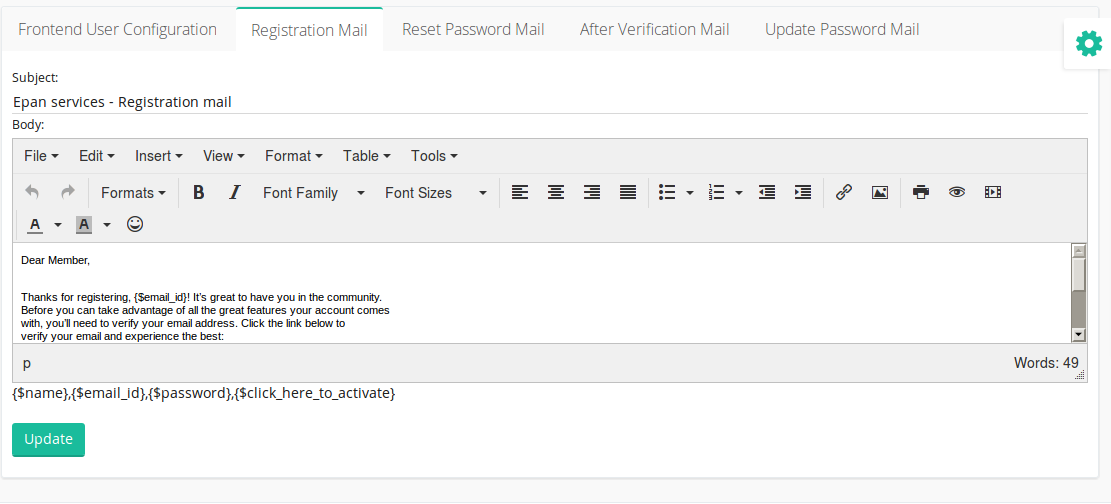 Frontend User Configuration Registration Mail Reset Password Mail After Verification Mail Update Password Mail
Subject:
Epan services - Registration mail
Body:
File Edit Insert View Format Table Tools
Formats B I Font Family Font Sizes
A A
Dear Member,
Thanks for registering, {$email_id}! It's great to have you in the community.
Before you can take advantage of all the great features your account comes
with, you'll need to verify your email address. Click the link below to
verify your email and experience the best:
p Words: 49
{$name},{$email_id},{$password},{$click_here_to_activate}
Update